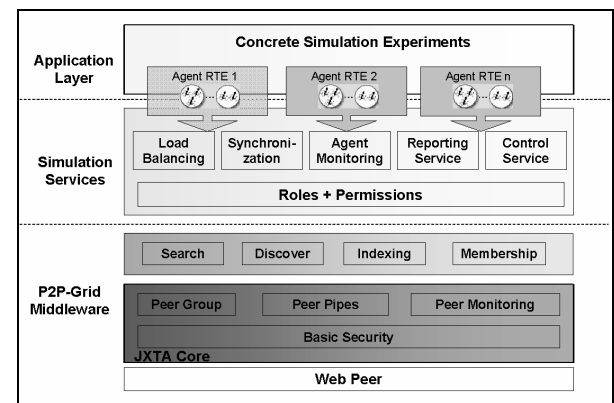 Concrete Simulation Experiments
Application
Layer
Agent RTE 1
Agent RTE 2
Agent RTE n
Simulation
Services
Load
Balancing
Synchroni-
zation
Agent
Monitoring
Reporting
Service
Control
Service
Roles + Permissions
P2P-Grid
Middleware
Search
Discover
Indexing
Membership
Peer Group
Peer Pipes
Peer Monitoring
Basic Security
JXTA Core
Web Peer